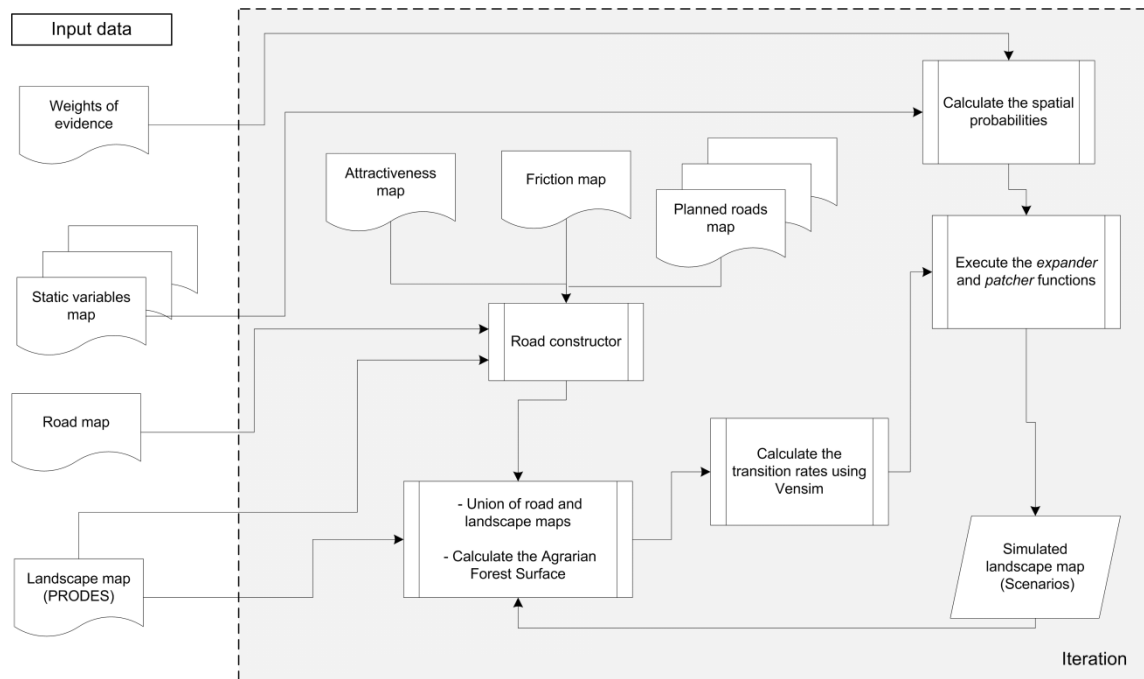 Input data
Weights of
evidence
Static variables
map
Road map
Landscape map
(PRODES)
Attractiveness
map
Friction map
Planned roads
map
Road constructor
- Union of road and
landscape maps
- Calculate the Agrarian
Forest Surface
Calculate the
transition rates using
Vensim
Calculate the spatial
probabilities
Execute the expander
and patcher functions
Simulated
landscape map
(Scenarios)
Iteration